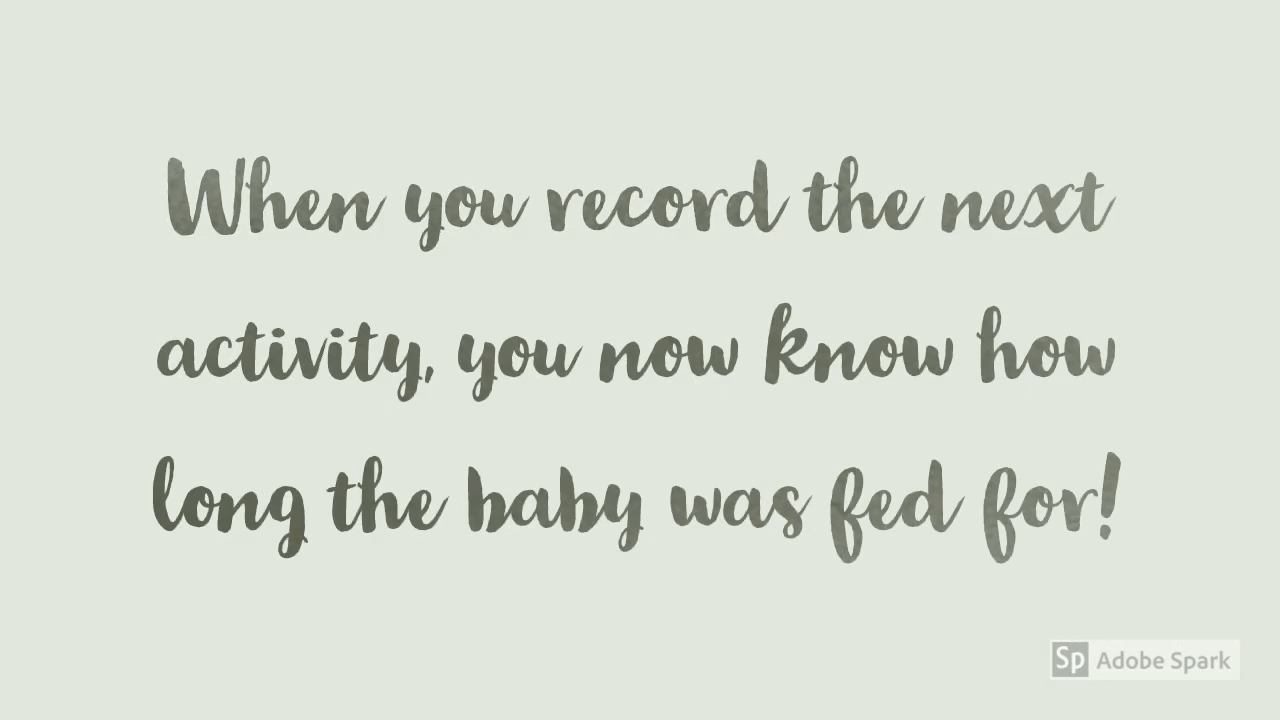 When you record the next
activity, you now know how
long the baby was fed for!
Sp Adobe Spark